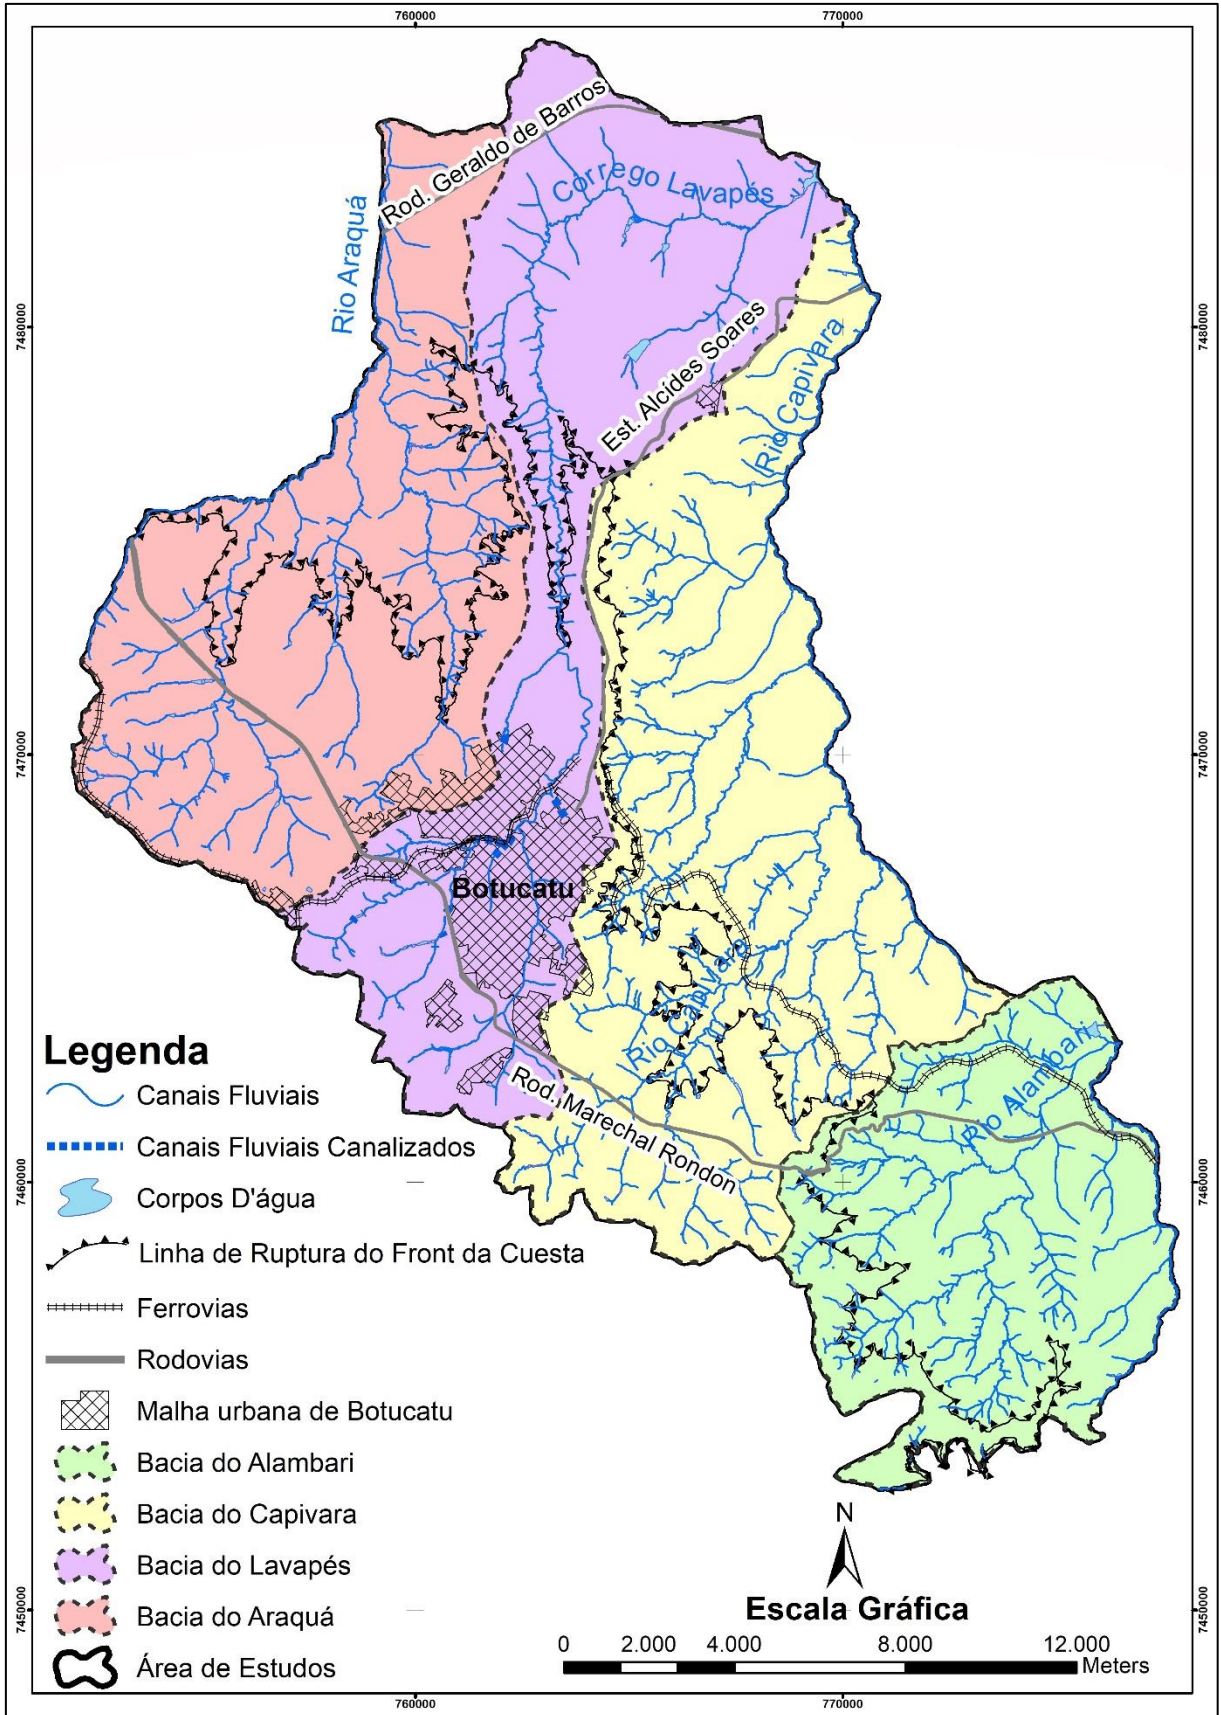 760000
770000
Rod. Geraldo de Barros
Córrego Lavapés
Rio Araquá
7480000
7480000
Est. Alcídes Soares
Rio Capivara
7470000
7470000
Botucatu
Rio Capivara
Rio Alambari
Rod. Marechal Rondon
7460000
7460000
Legenda
Canais Fluviais
Canais Fluviais Canalizados
Corpos D'água
Linha de Ruptura do Front da Cuesta
Ferrovias
Rodovias
Malha urbana de Botucatu
Bacia do Alambari
Bacia do Capivara
Bacia do Lavapés
Bacia do Araquá
Área de Estudos
N
Escala Gráfica
0 2.000 4.000 8.000 12.000
Meters
7450000
7450000
760000
770000